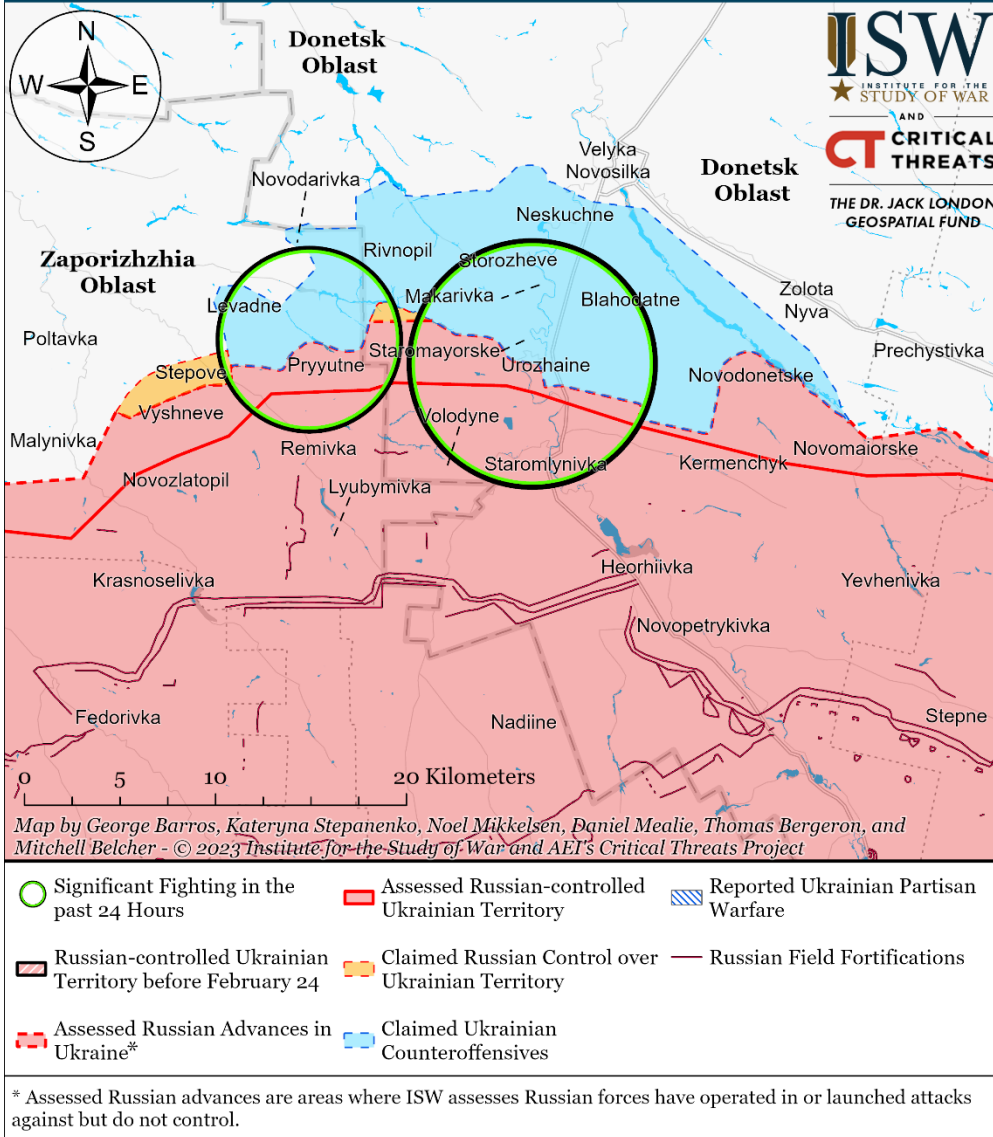 N
W E
S
Donetsk
Oblast
ISW
INSTITUTE FOR THE
STUDY OF WAR
AND
CT CRITICAL
THREATS
THE DR. JACK LONDON
GEOSPATIAL FUND
Velyka
Novosilka
Donetsk
Oblast
Novodarivka
Neskuchne
Rivnopil
Storozheve
Zaporizhzhia
Oblast
Makarivka
Blahodatne
Zolota
Nyva
Levadne
Poltavka
Staromayorske
Prechystivka
Stepove
Pryyutne
Urozhaine
Novodonetske
Vyshneve
Volodyne
Malynivka
Remivka
Novomaiorske
Staromlynivka
Kermenchyk
Novozlatopil
Lyubymivka
Heorhiivka
Krasnoselivka
Yevhenivka
Novopetrykivka
Fedorivka
Nadiine
Stepne
0 5 10 20 Kilometers
Map by George Barros, Kateryna Stepanenko, Noel Mikkelsen, Daniel Mealie, Thomas Bergeron, and
Mitchell Belcher - © 2023 Institute for the Study of War and AEI's Critical Threats Project
Significant Fighting in the
past 24 Hours
Assessed Russian-controlled
Ukrainian Territory
Reported Ukrainian Partisan
Warfare
Russian-controlled Ukrainian
Territory before February 24
Claimed Russian Control over
Ukrainian Territory
Russian Field Fortifications
Assessed Russian Advances in
Ukraine*
Claimed Ukrainian
Counteroffensives
* Assessed Russian advances are areas where ISW assesses Russian forces have operated in or launched attacks
against but do not control.